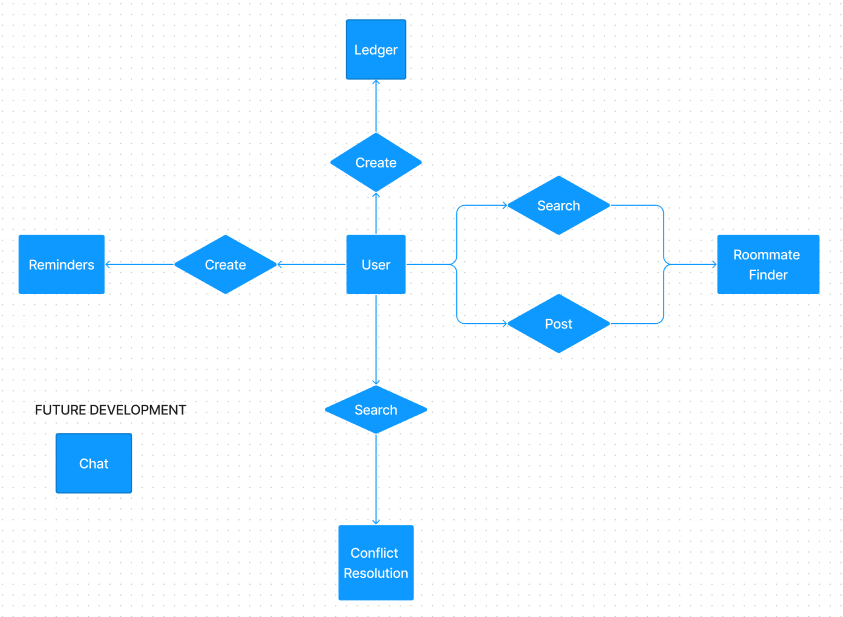 Ledger
Create
Search
Reminders
Create
User
Roommate
Finder
Post
FUTURE DEVELOPMENT
Search
Chat
Conflict
Resolution